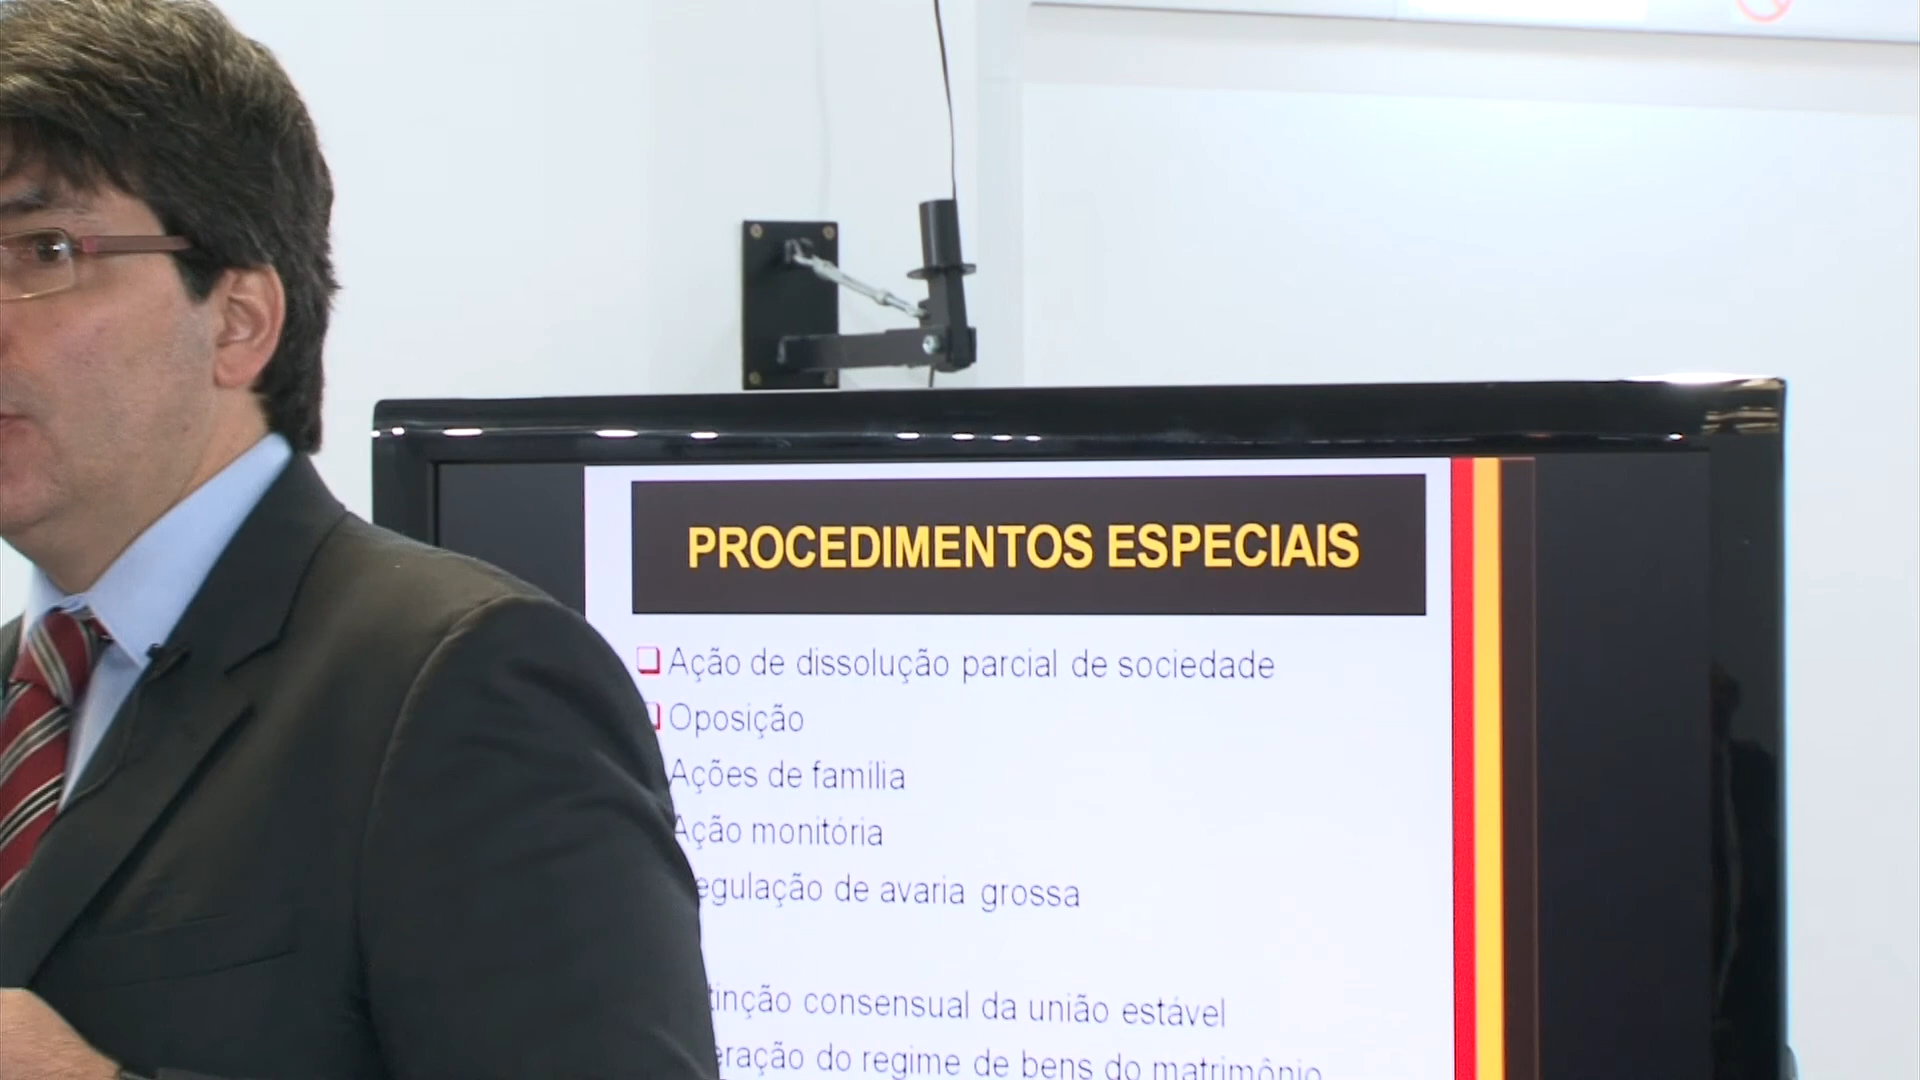 PROCEDIMENTOS ESPECIAIS
Ação de dissolução parcial de sociedade
Oposição
Ações de família
Ação monitória
egulação de avaria grossa
tinção consensual da união estável
eração do regime de bens do matrimônio